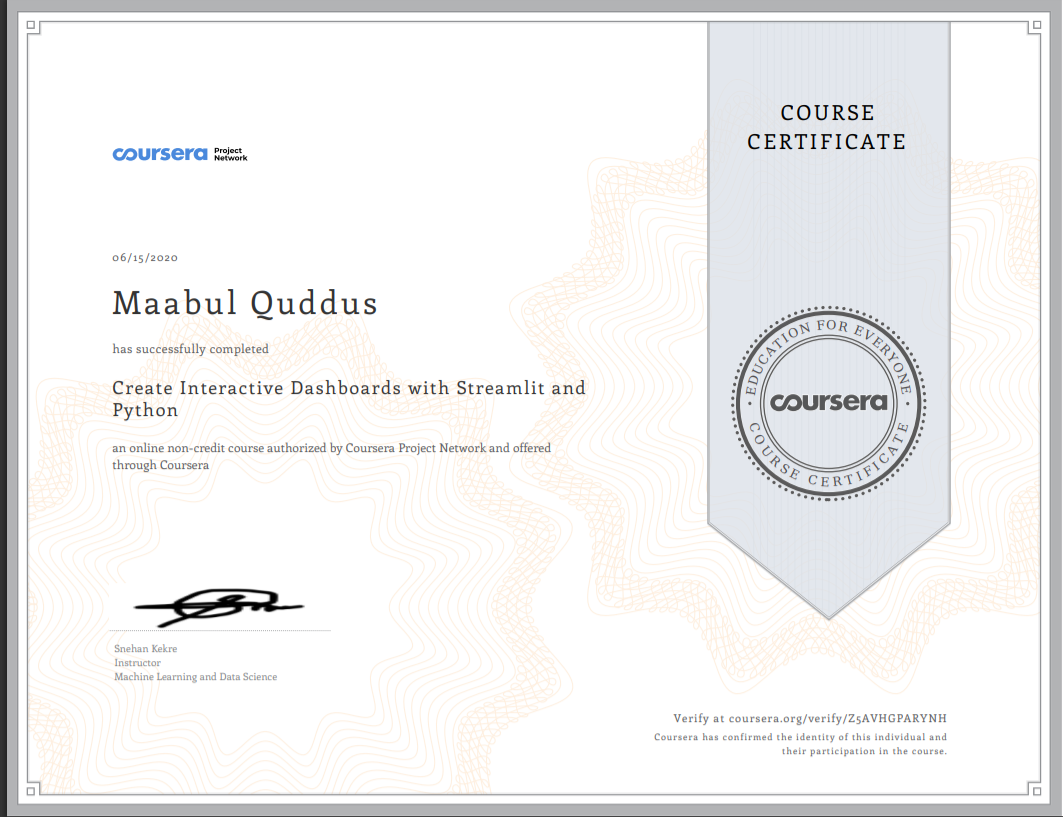 COURSE
CERTIFICATE
coursera Project
Network
06/15/2020
Maabul Quddus
has successfully completed
Create Interactive Dashboards with Streamlit and
Python
an online non-credit course authorized by Coursera Project Network and offered
through Coursera
EDUCATION FOR EVERYONE
coursera
COURSE CERTIFICATE
Snehan Kekre
Instructor
Machine Learning and Data Science
Verify at coursera.org/verify/Z5AVHGPARYNH
Coursera has confirmed the identity of this individual and
their participation in the course.